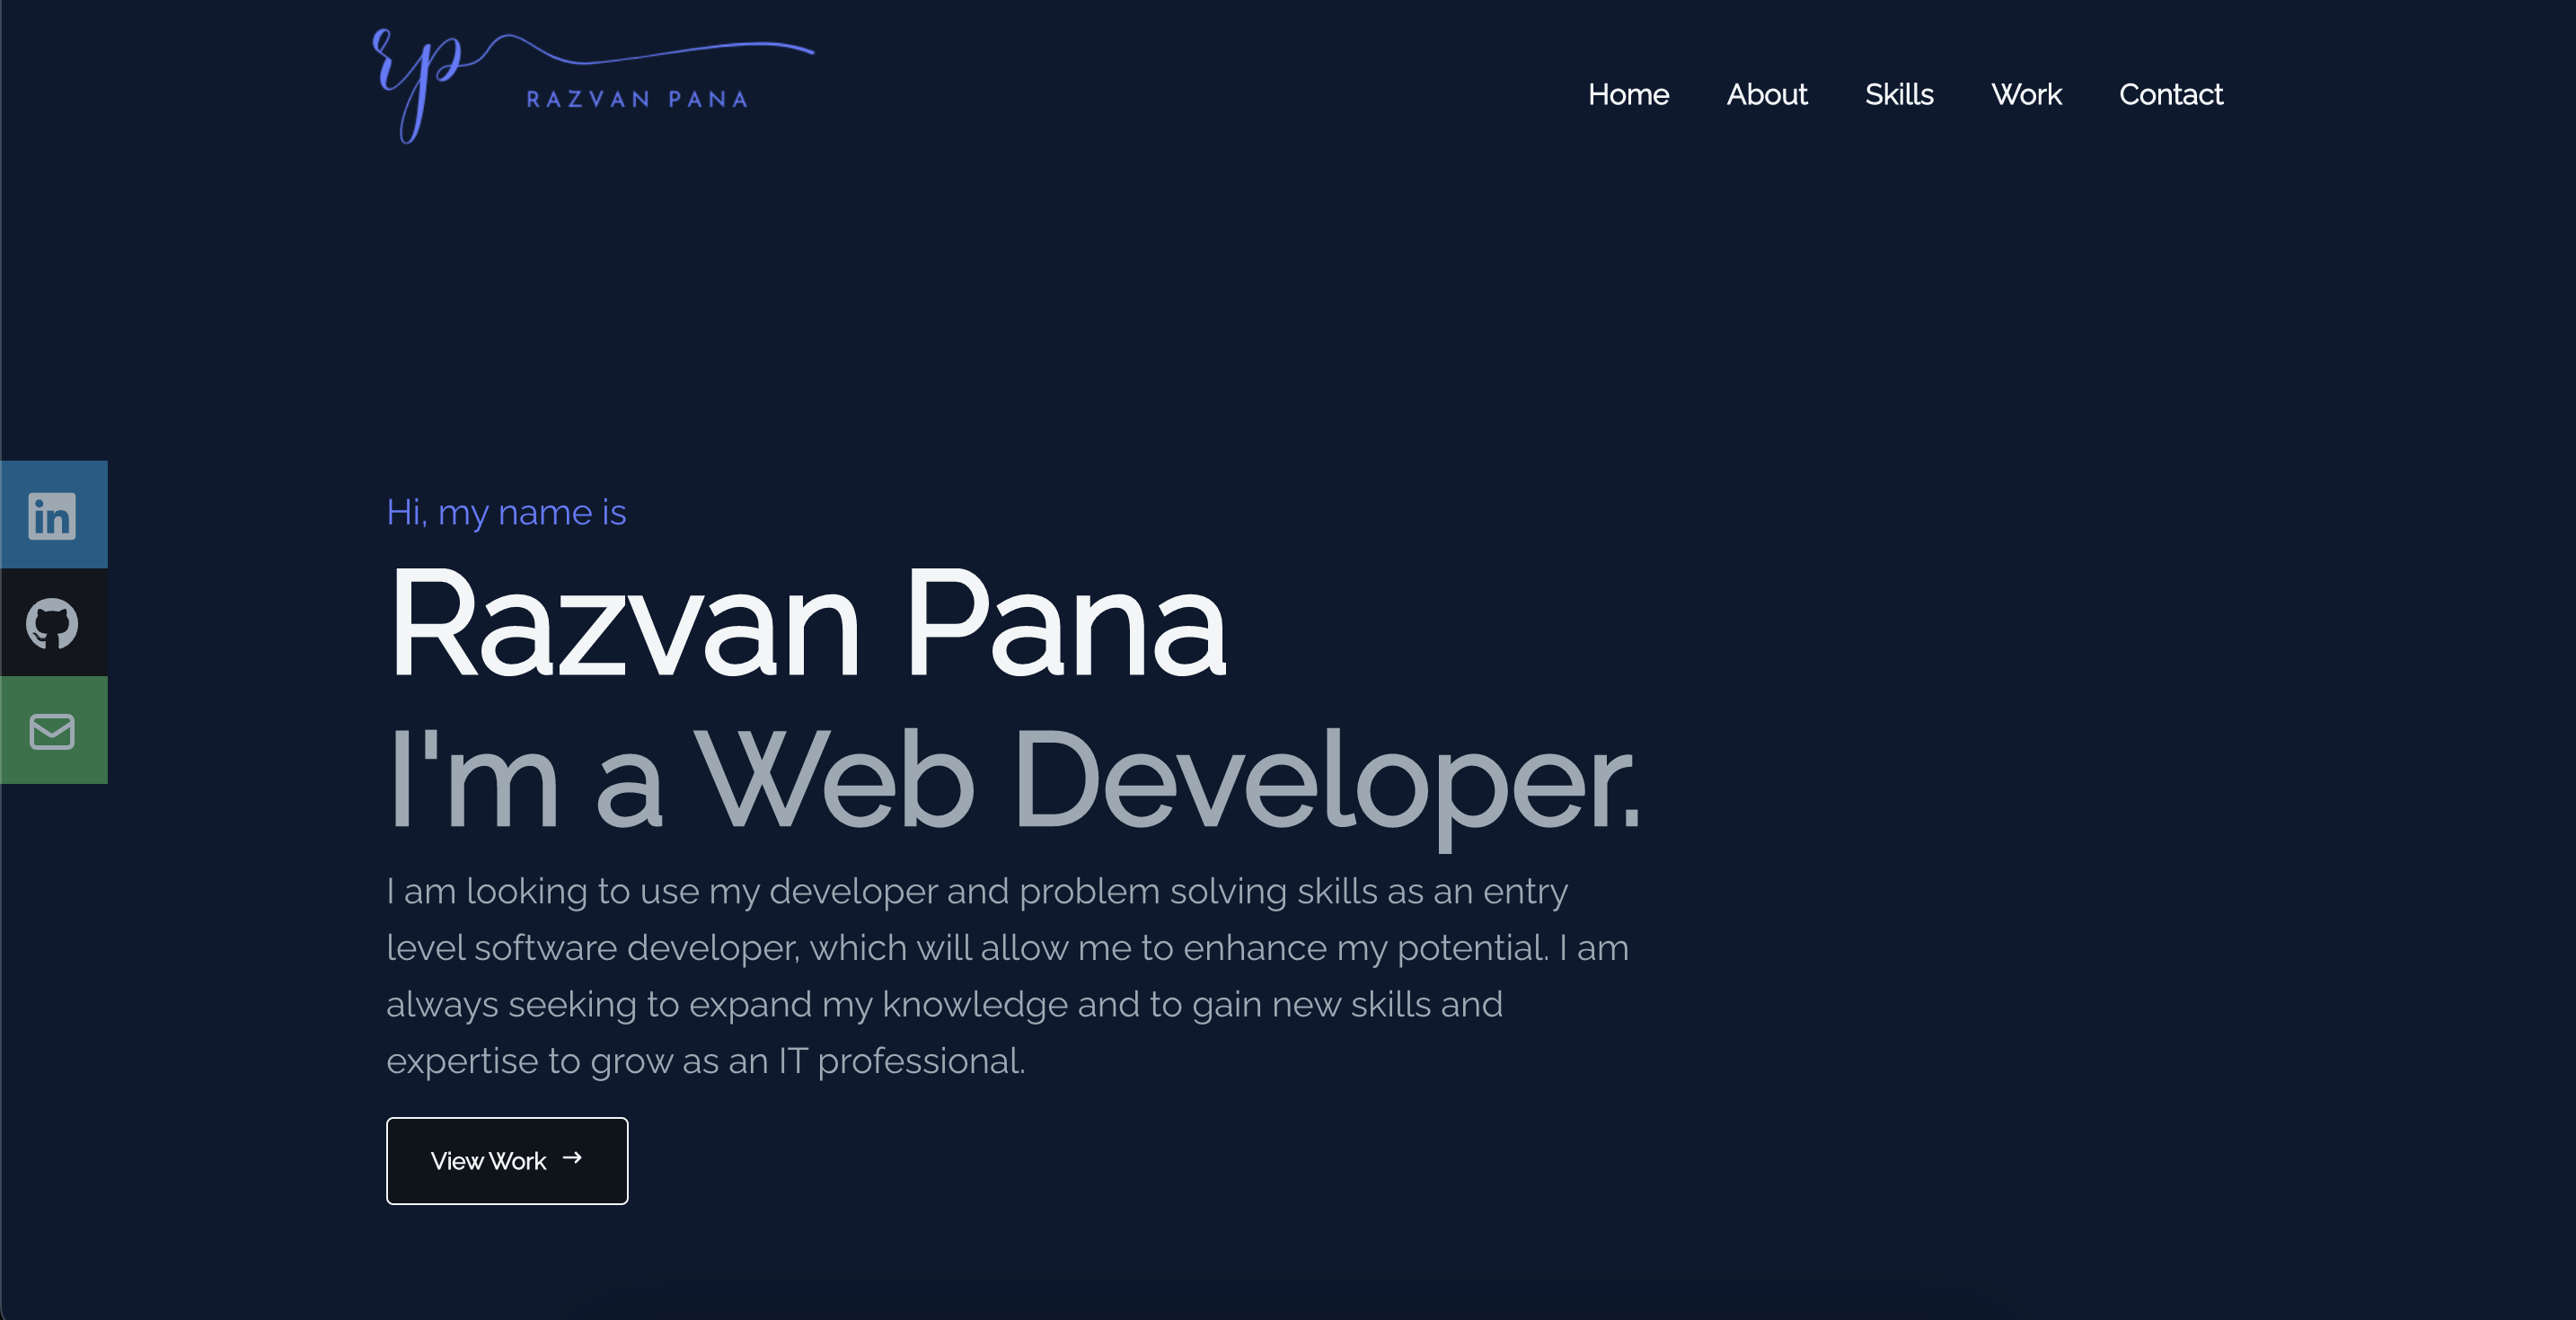 rp
RAZVAN PANA
Home About Skills Work Contact
in
Hi, my name is
Razvan Pana
I'm a Web Developer.
I am looking to use my developer and problem solving skills as an entry
level software developer, which will allow me to enhance my potential. I am
always seeking to expand my knowledge and to gain new skills and
expertise to grow as an IT professional.
View Work →